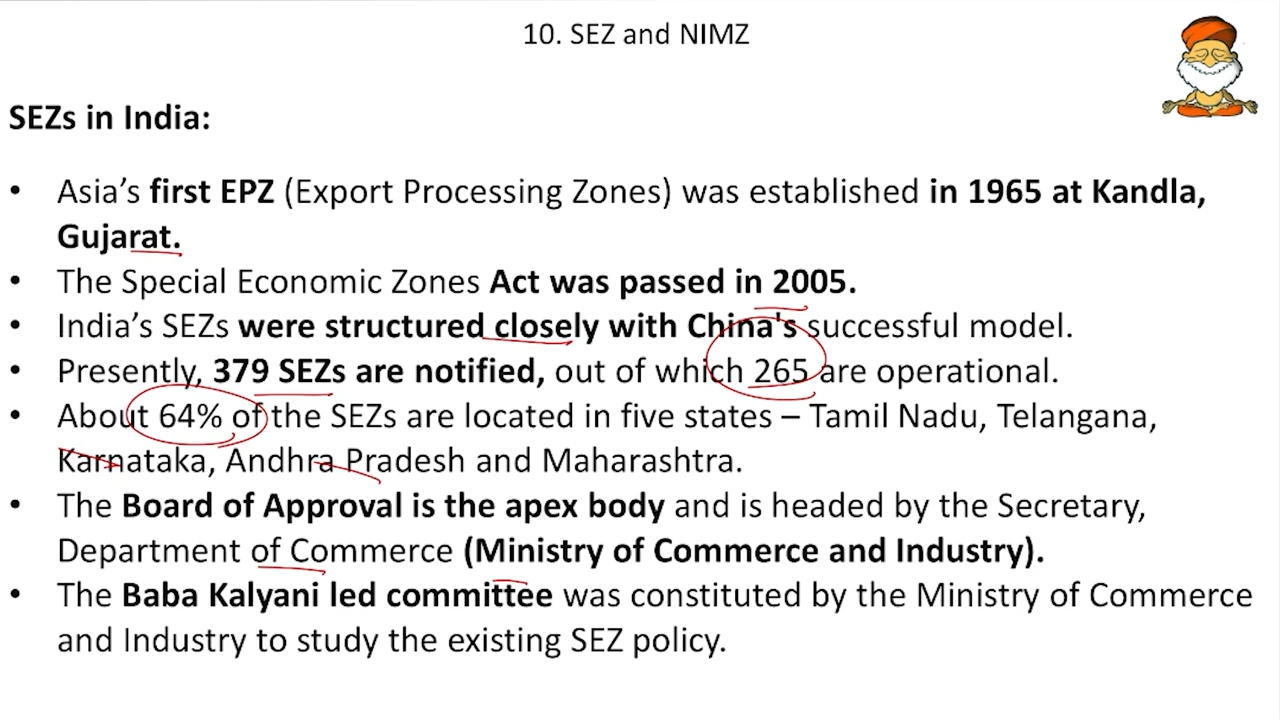 10. SEZ and NIMZ
SEZs in India:
• Asia's first EPZ (Export Processing Zones) was established in 1965 at Kandla,
Gujarat.
• The Special Economic Zones Act was passed in 2005.
• India's SEZs were structured closely with China's successful model.
• Presently, 379 SEZs are notified, out of which 265 are operational.
• About 64% of the SEZs are located in five states – Tamil Nadu, Telangana,
Karnataka, Andhra Pradesh and Maharashtra.
• The Board of Approval is the apex body and is headed by the Secretary,
Department of Commerce (Ministry of Commerce and Industry).
• The Baba Kalyani led committee was constituted by the Ministry of Commerce
and Industry to study the existing SEZ policy.